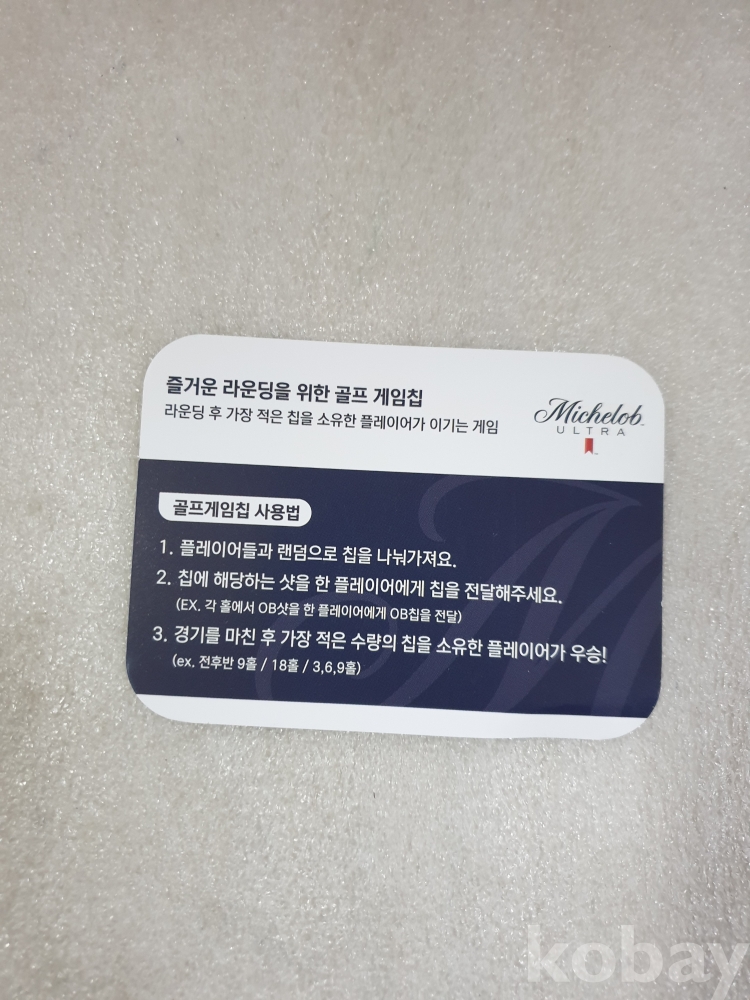 즐거운 라운딩을 위한 골프 게임칩
라운딩 후 가장 적은 칩을 소유한 플레이어가 이기는 게임
Michelob
ULTRA
골프게임칩 사용법
1. 플레이어들과 랜덤으로 칩을 나눠가져요.
2. 칩에 해당하는 샷을 한 플레이어에게 칩을 전달해주세요.
(EX. 각 홀에서 OB샷을 한 플레이어에게 OB칩을 전달)
3. 경기를 마친 후 가장 적은 수량의 칩을 소유한 플레이어가 우승!
(ex. 전후반 9홀 / 18홀 / 3,6,9홀)
kobay